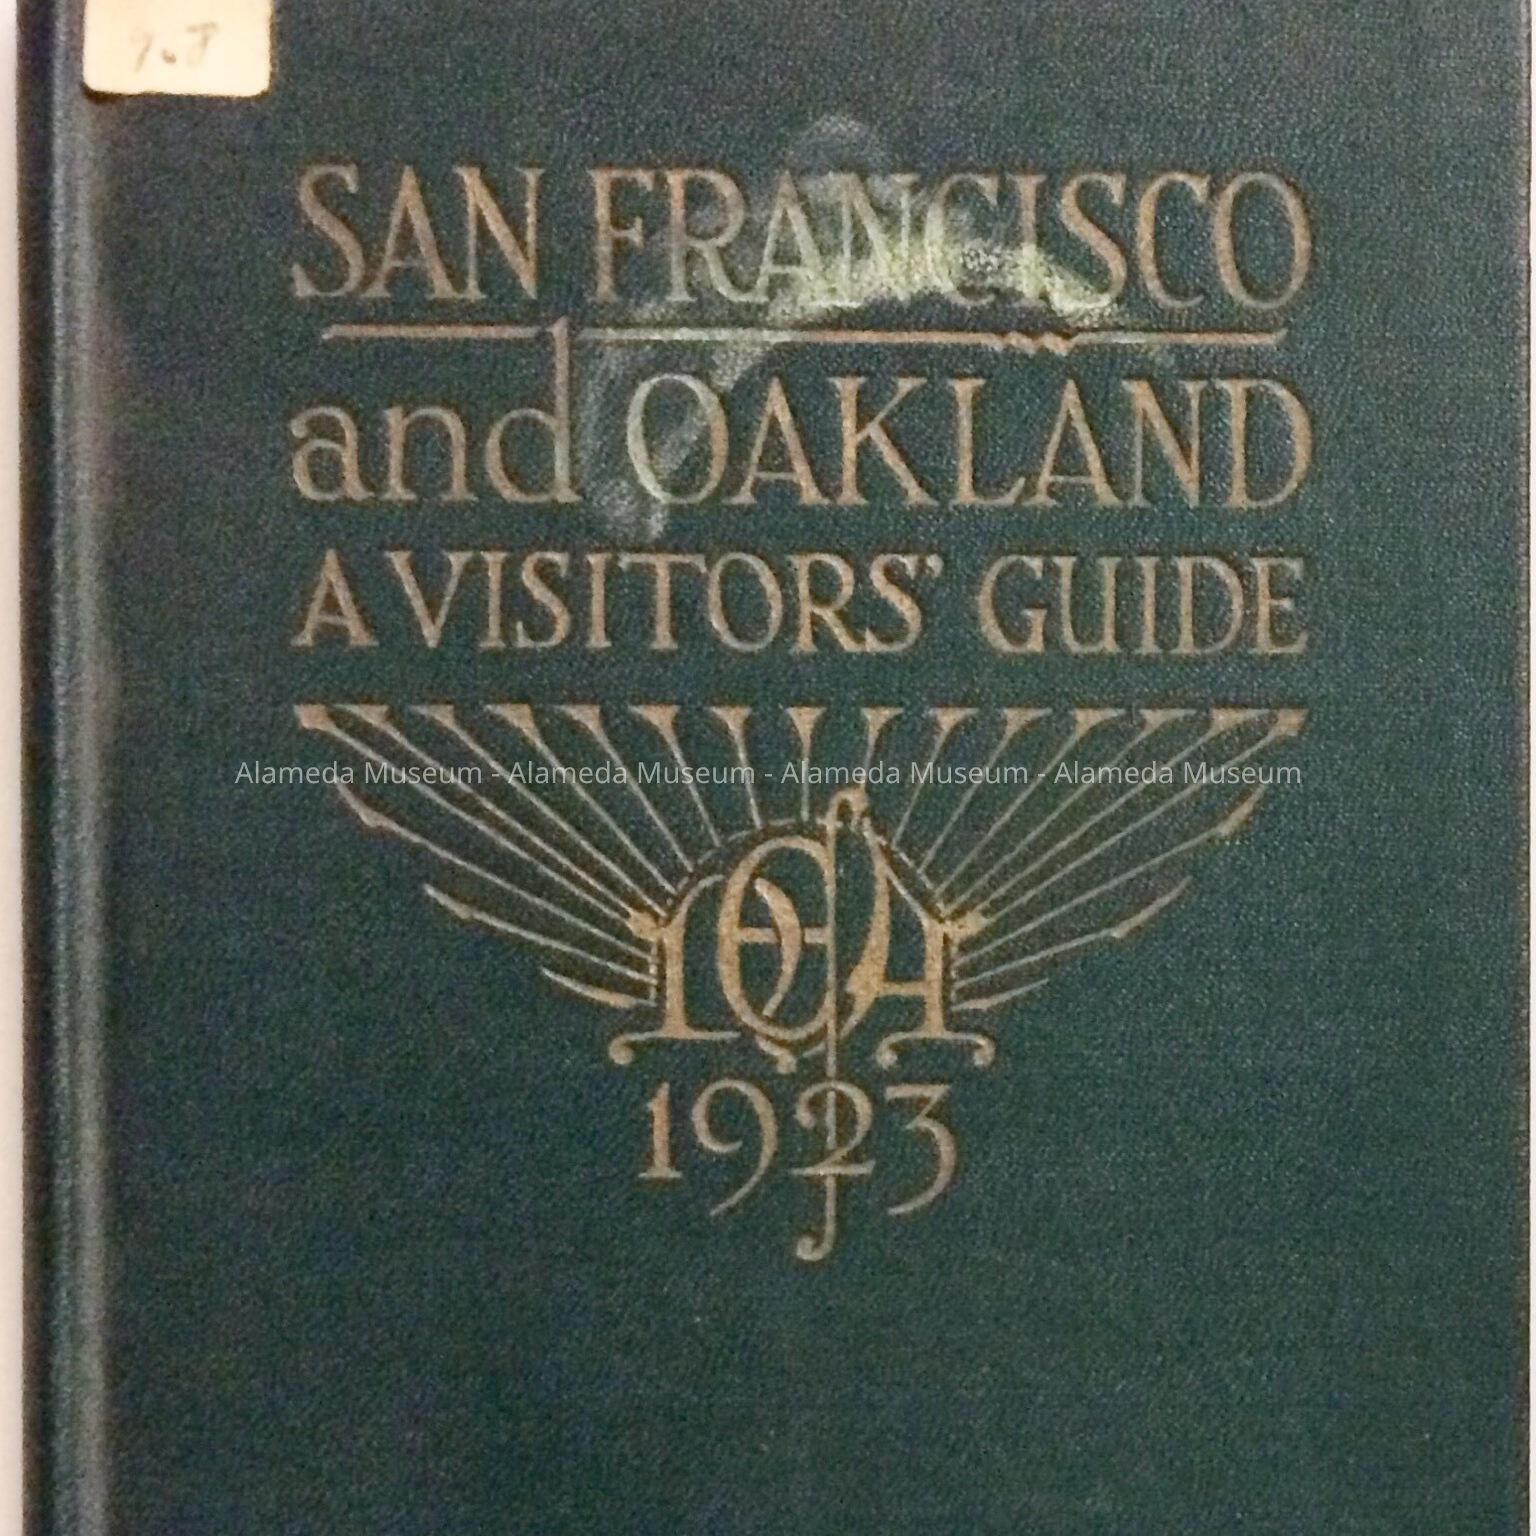 SAN FRANCISCO
and OAKLAND
A VISITORS' GUIDE
Alameda Museum - Alameda Museum - Alameda Museum - Alameda Museum
1923